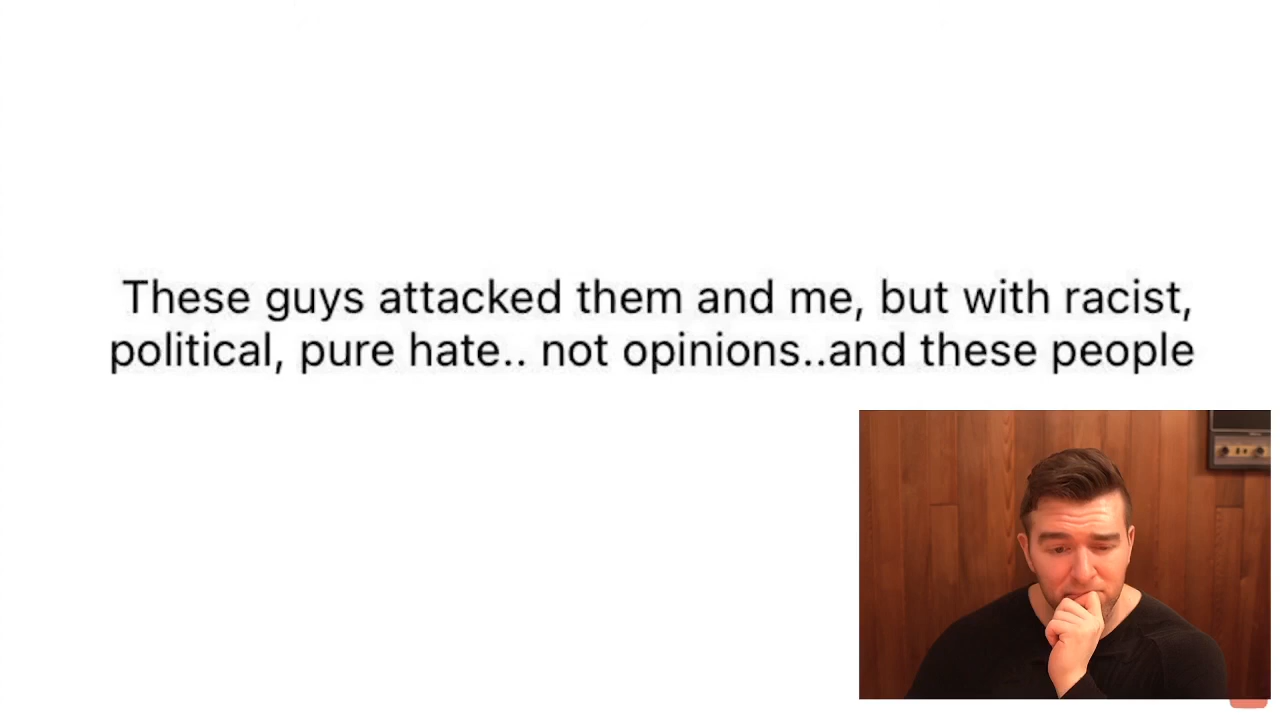 These guys attacked them and me, but with racist,
political, pure hate.. not opinions..and these people